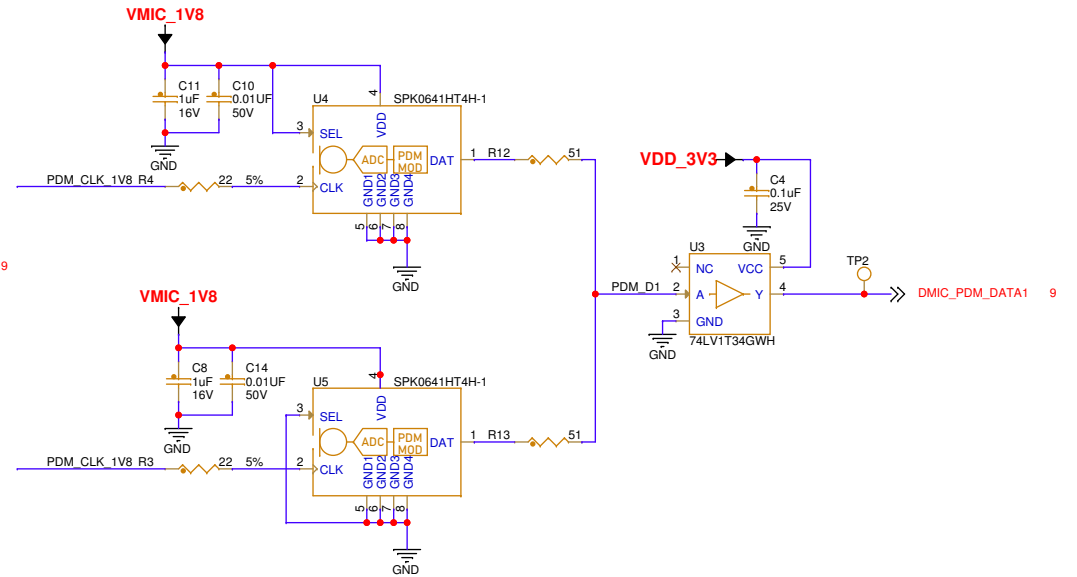 VMIC_1V8
C11
1uF
16V
C10
0.01UF
50V
GND
U4
SPK0641HT4H-1
4
VDD
3
SEL
ADC
PDM
MOD
DAT
1
R12
51
PDM_CLK_1V8
R4
22
5%
2
CLK
GND1
GND2
GND3
GND4
5
6
7
8
GND
VDD_3V3
C4
0.1uF
25V
GND
U3
1
NC
VCC
5
PDM_D1
2
A
Y
4
3
GND
74LV1T34GWH
GND
TP2
DMIC_PDM_DATA1
9
9
VMIC_1V8
C8
1uF
16V
C14
0.01UF
50V
GND
U5
SPK0641HT4H-1
4
VDD
3
SEL
ADC
PDM
MOD
DAT
1
R13
51
PDM_CLK_1V8
R3
22
5%
2
CLK
GND1
GND2
GND3
GND4
5
6
7
8
GND